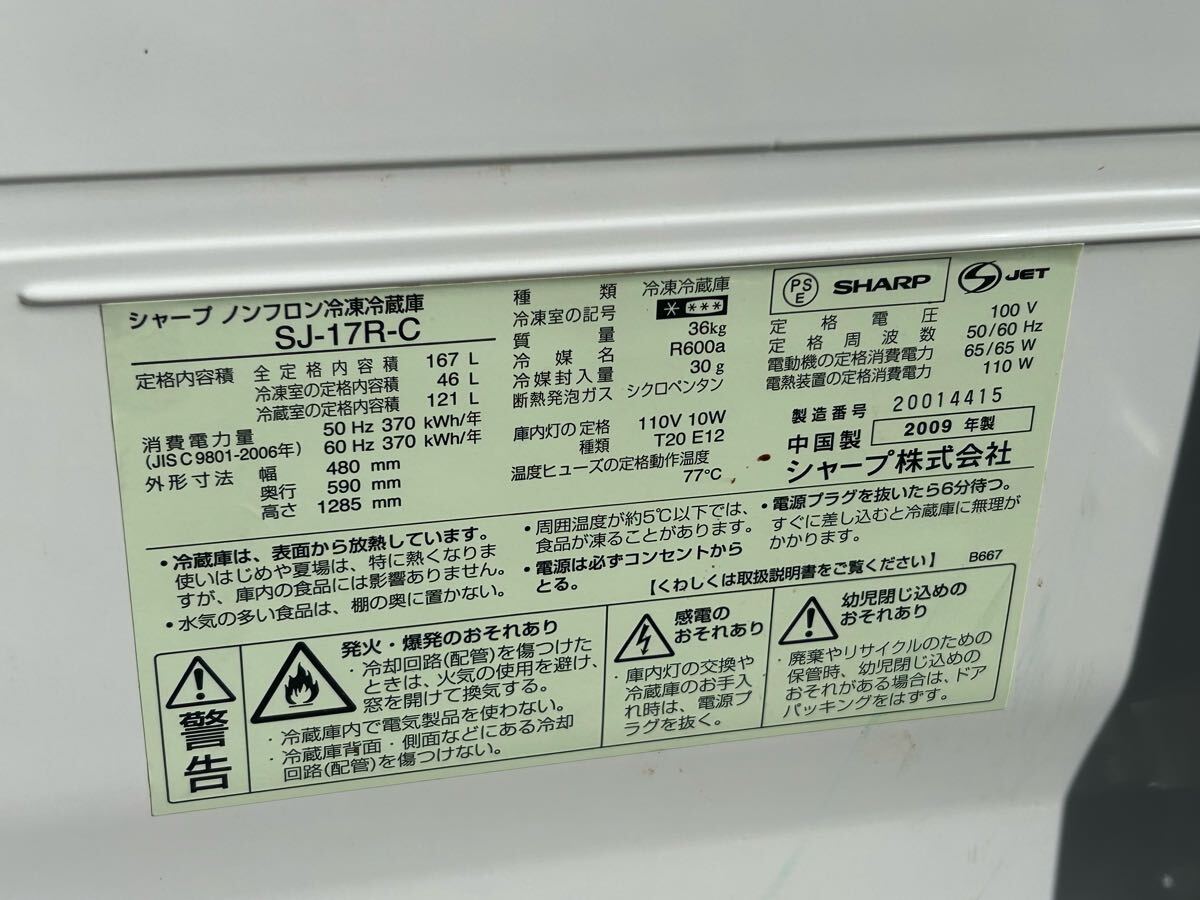 シャープ ノンフロン冷凍冷蔵庫
SJ-17R-C
定格内容積 全定格内容積 167 L
冷凍室の定格内容積 46 L
冷蔵室の定格内容積 121 L
消費電力量 50 Hz 370 kWh/年
(JIS C 9801-2006年) 60 Hz 370 kWh/年
外形寸法 幅 480 mm
奥行 590 mm
高さ 1285 mm
種類 冷凍冷蔵庫
冷凍室の記号 * ***
質量 36kg
冷媒名 R600a
冷媒封入量 30 g
断熱発泡ガス シクロペンタン
庫内灯の定格 110V 10W
種類 T20 E12
温度ヒューズの定格動作温度
77℃
PS
E
SHARP
S JET
定格電圧 100 V
定格周波数 50/60 Hz
電動機の定格消費電力 65/65 W
電熱装置の定格消費電力 110 W
製造番号 20014415
中国製 2009 年製
シャープ株式会社
・冷蔵庫は、表面から放熱しています。
使いはじめや夏場は、特に熱くなりま
すが、庫内の食品には影響ありません。
・水気の多い食品は、棚の奥に置かない。
・周囲温度が約5℃以下では、
食品が凍ることがあります。
・電源は必ずコンセントから
とる。
・電源プラグを抜いたら6分待つ。
すぐに差し込むと冷蔵庫に無理が
かかります。
【くわしくは取扱説明書をご覧ください】
B667
警告
発火・爆発のおそれあり
・冷却回路(配管)を傷つけた
ときは、火気の使用を避け、
窓を開けて換気する。
・冷蔵庫内で電気製品を使わない。
・冷蔵庫背面・側面などにある冷却
回路(配管)を傷つけない。
感電の
おそれあり
・庫内灯の交換や
冷蔵庫のお手入
れ時は、電源プ
ラグを抜く。
幼児閉じ込めの
おそれあり
・廃棄やリサイクルのための
保管時、幼児閉じ込めの
おそれがある場合は、ドア
パッキングをはずす。